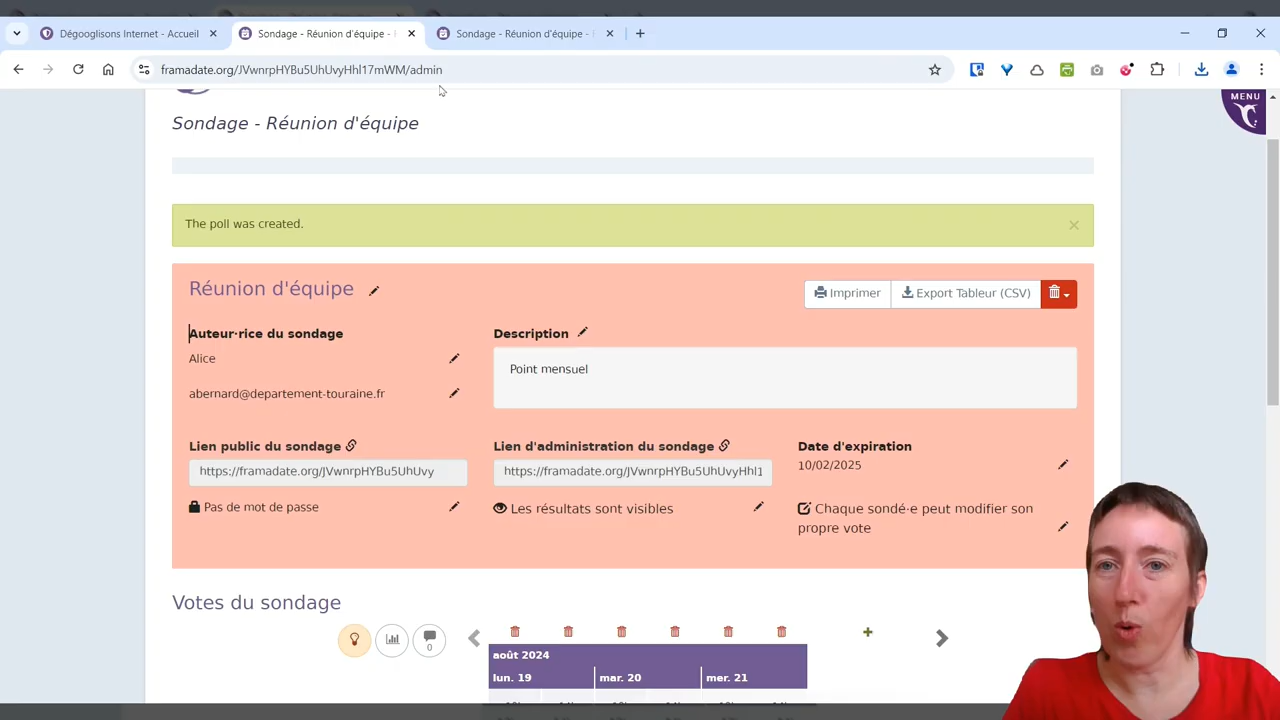 Dégooglisons Internet - Accueil
Sondage - Réunion d'équipe -
Sondage - Réunion d'équipe -
framadate.org/JVwnrpHYBu5UhUvyHhl17mWM/admin
MENU
Sondage - Réunion d'équipe
The poll was created.
Réunion d'équipe
Imprimer
Export Tableur (CSV)
Auteur·rice du sondage
Description
Alice
Point mensuel
abernard@departement-touraine.fr
Lien public du sondage
Lien d'administration du sondage
Date d'expiration
https://framadate.org/JVwnrpHYBu5UhUvy
https://framadate.org/JVwnrpHYBu5UhUvyHhl1
10/02/2025
Pas de mot de passe
Les résultats sont visibles
Chaque sondé·e peut modifier son
propre vote
Votes du sondage
0
août 2024
lun. 19
mar. 20
mer. 21